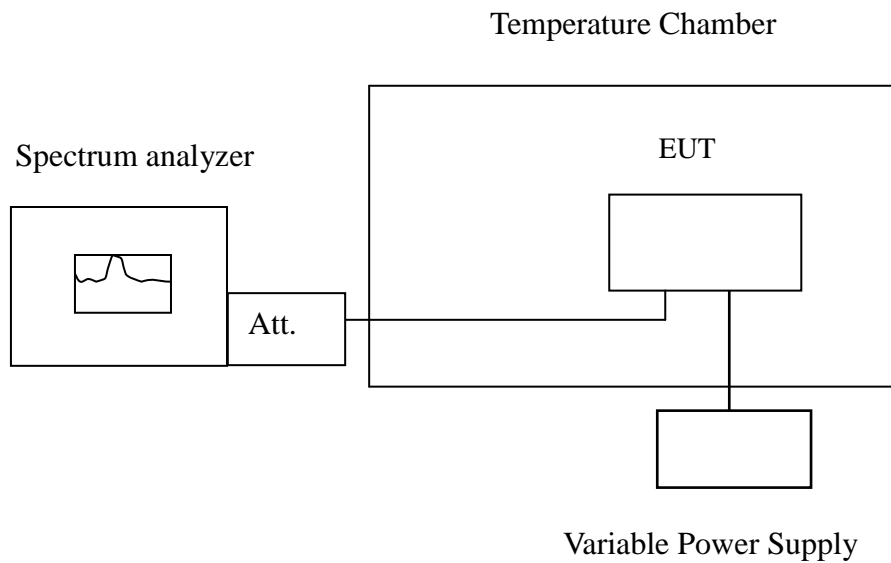 Temperature Chamber
Spectrum analyzer
EUT
Att.
Variable Power Supply